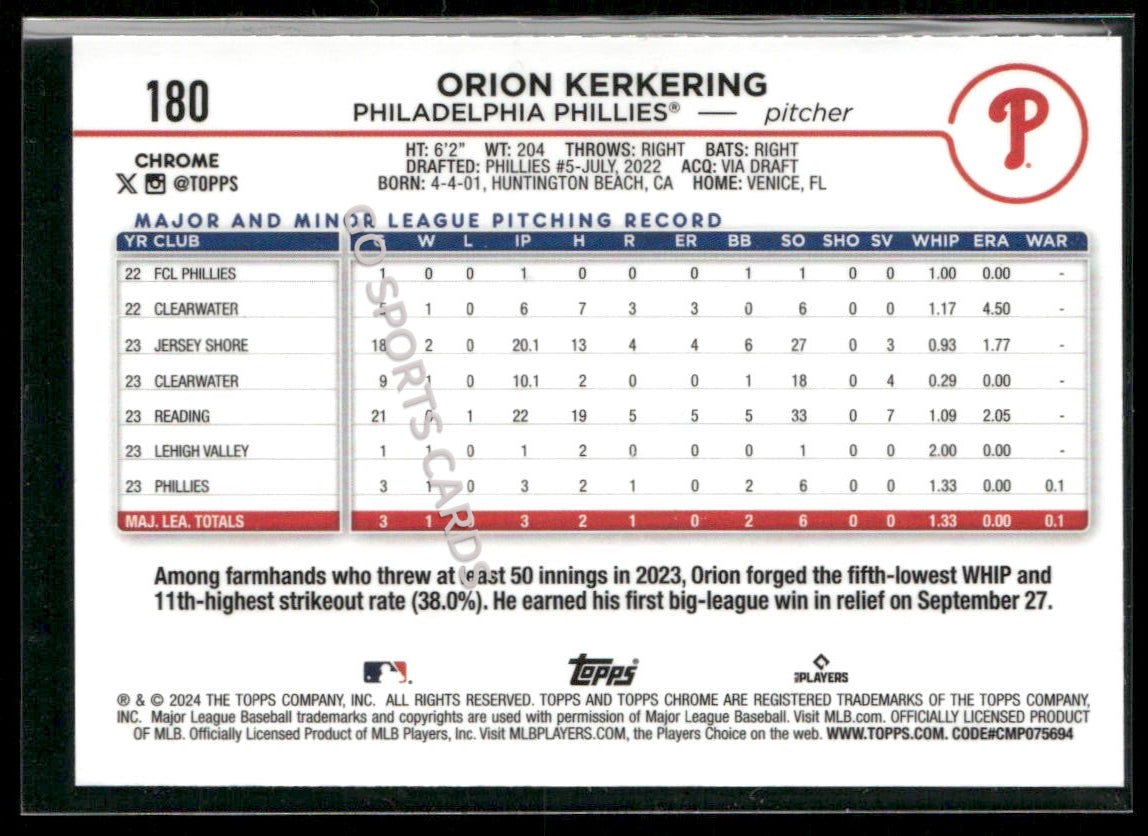 180
ORION KERKERING
PHILADELPHIA PHILLIES® — pitcher
P
CHROME
@TOPPS
HT: 6'2" WT: 204 THROWS: RIGHT BATS: RIGHT
DRAFTED: PHILLIES #5-JULY, 2022 ACQ: VIA DRAFT
BORN: 4-4-01, HUNTINGTON BEACH, CA HOME: VENICE, FL
MAJOR AND MINOR LEAGUE PITCHING RECORD
YR CLUB W L IP H R ER BB SO SHO SV WHIP ERA WAR
22 FCL PHILLIES 1 0 0 1 0 0 0 1 1 0 0 1.00 0.00 -
22 CLEARWATER 5 1 0 6 7 3 3 0 6 0 0 1.17 4.50 -
23 JERSEY SHORE 18 2 0 20.1 13 4 4 6 27 0 3 0.93 1.77 -
23 CLEARWATER 9 1 0 10.1 2 0 0 1 18 0 4 0.29 0.00 -
23 READING 21 0 1 22 19 5 5 5 33 0 7 1.09 2.05 -
23 LEHIGH VALLEY 1 1 0 1 2 0 0 0 1 0 0 2.00 0.00 -
23 PHILLIES 3 1 0 3 2 1 0 2 6 0 0 1.33 0.00 0.1
MAJ. LEA. TOTALS 3 1 3 2 1 0 2 6 0 0 1.33 0.00 0.1
GO SPORTS CARDS
Among farmhands who threw at least 50 innings in 2023, Orion forged the fifth-lowest WHIP and
11th-highest strikeout rate (38.0%). He earned his first big-league win in relief on September 27.
Topps
PLAYERS
® & © 2024 THE TOPPS COMPANY, INC. ALL RIGHTS RESERVED. TOPPS AND TOPPS CHROME ARE REGISTERED TRADEMARKS OF THE TOPPS COMPANY,
INC. Major League Baseball trademarks and copyrights are used with permission of Major League Baseball. Visit MLB.com. OFFICIALLY LICENSED PRODUCT
OF MLB. Officially Licensed Product of MLB Players, Inc. Visit MLBPLAYERS.COM, the Players Choice on the web. WWW.TOPPS.COM. CODE#CMP075694